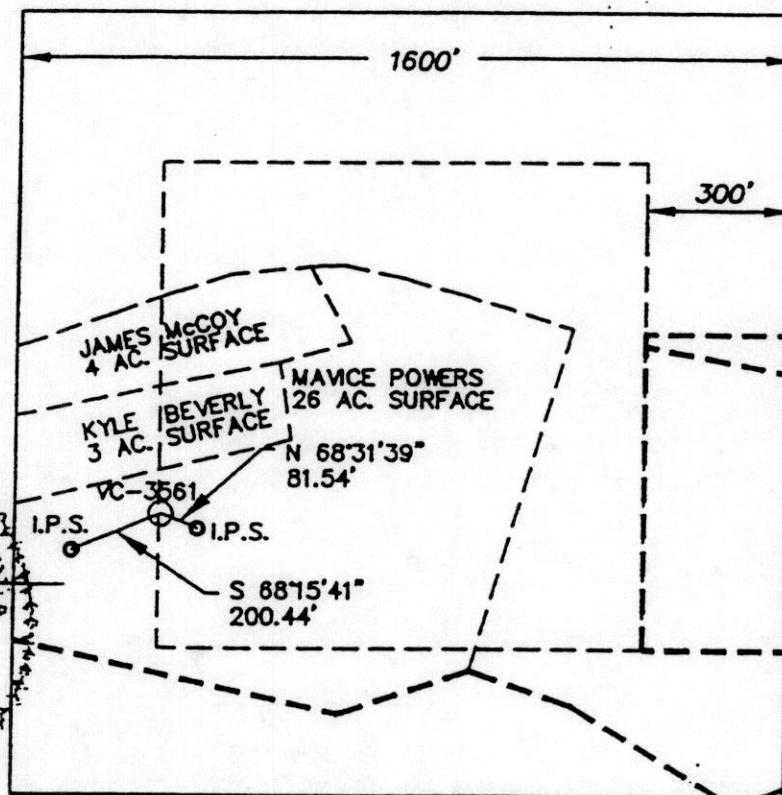 1600'
300'
JAMES McCOY
4 AC. SURFACE
MAVICE POWERS
26 AC. SURFACE
KYLE BEVERLY
3 AC. SURFACE
N 68°31'39"
81.54'
VC-3561
I.P.S.
I.P.S.
S 68°15'41"
200.44'